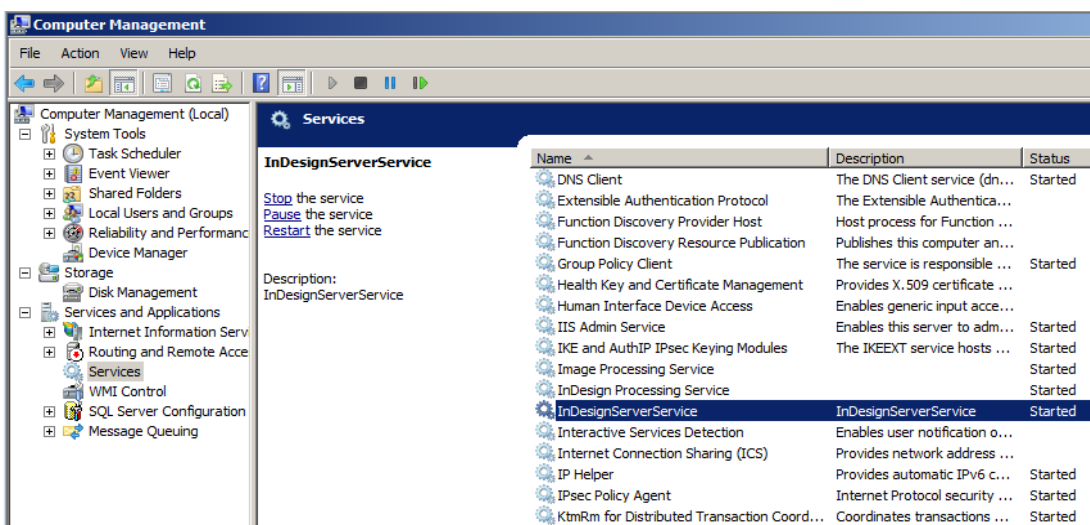 Computer Management
File Action View Help
Computer Management (Local)
System Tools
Task Scheduler
Event Viewer
Shared Folders
Local Users and Groups
Reliability and Performanc
Device Manager
Storage
Disk Management
Services and Applications
Internet Information Serv
Routing and Remote Acce
Services
WMI Control
SQL Server Configuration
Message Queuing
Services
InDesignServerService
Stop the service
Pause the service
Restart the service
Description:
InDesignServerService
Name Description Status
DNS Client The DNS Client service (dn... Started
Extensible Authentication Protocol The Extensible Authentica...
Function Discovery Provider Host Host process for Function ...
Function Discovery Resource Publication Publishes this computer an...
Group Policy Client The service is responsible ... Started
Health Key and Certificate Management Provides X.509 certificate ...
Human Interface Device Access Enables generic input acce...
IIS Admin Service Enables this server to adm... Started
IKE and AuthIP IPsec Keying Modules The IKEEXT service hosts ... Started
Image Processing Service Started
InDesign Processing Service Started
InDesignServerService InDesignServerService Started
Interactive Services Detection Enables user notification o...
Internet Connection Sharing (ICS) Provides network address ...
IP Helper Provides automatic IPv6 c... Started
IPsec Policy Agent Internet Protocol security ... Started
KtmRm for Distributed Transaction Coord... Coordinates transactions ... Started